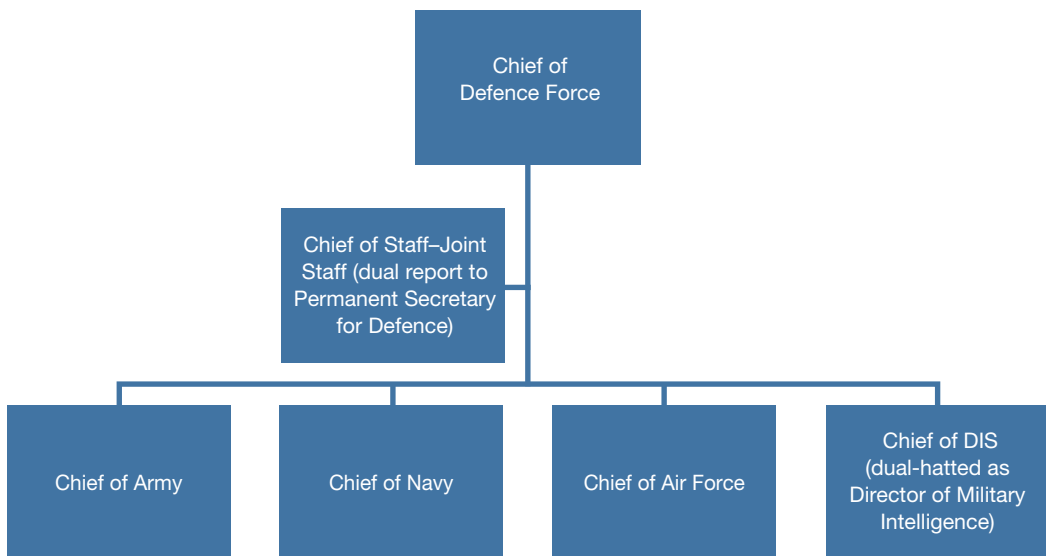 Chief of
Defence Force
Chief of Staff–Joint
Staff (dual report to
Permanent Secretary
for Defence)
Chief of Army
Chief of Navy
Chief of Air Force
Chief of DIS
(dual-hatted as
Director of Military
Intelligence)